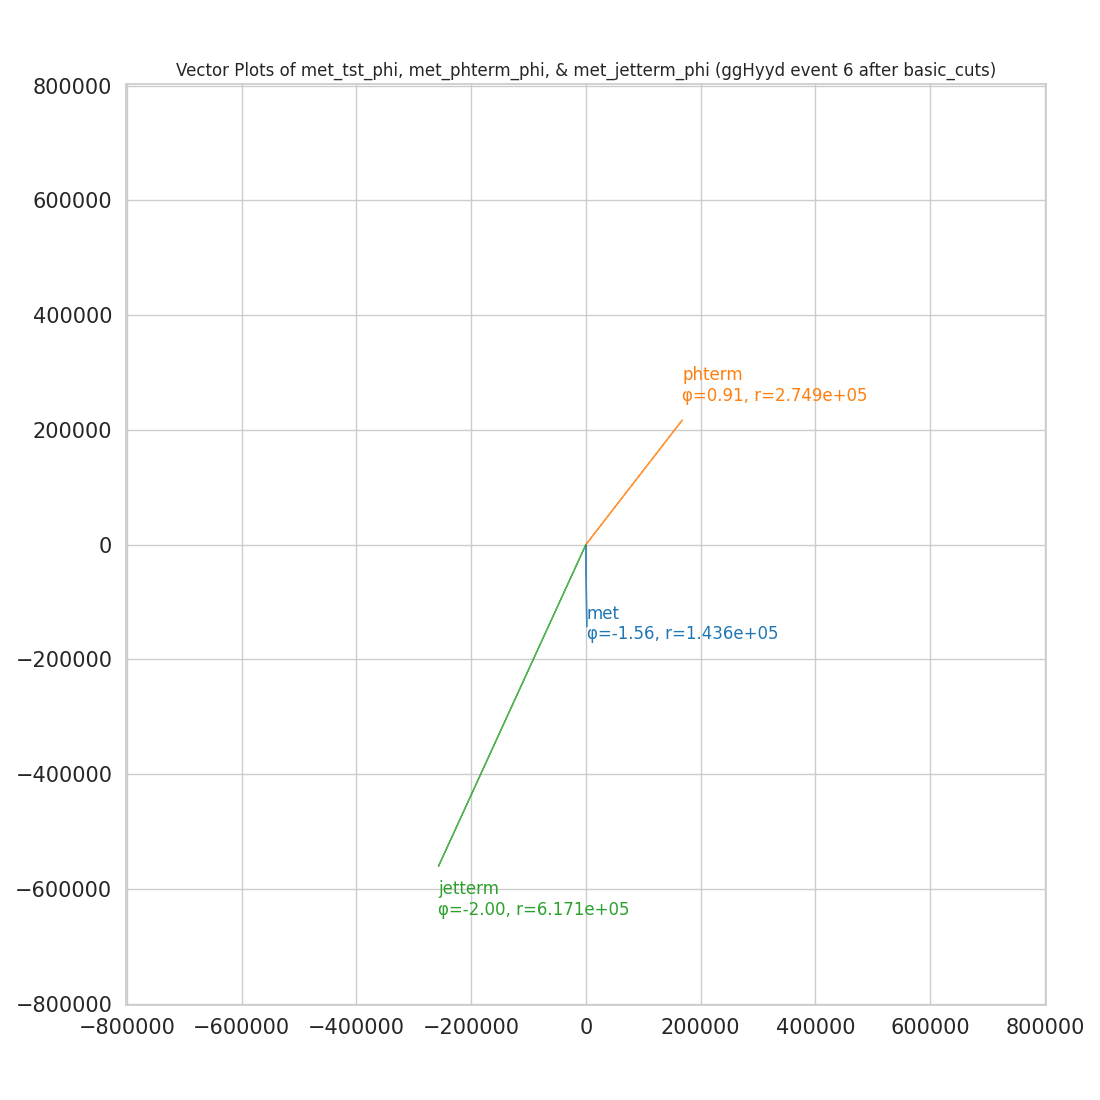 Vector Plots of met_tst_phi, met_phterm_phi, & met_jetterm_phi (ggHyyd event 6 after basic_cuts)
800000
600000
400000
200000
0
−200000
−400000
−600000
−800000
phterm
φ=0.91, r=2.749e+05
met
φ=-1.56, r=1.436e+05
jetterm
φ=-2.00, r=6.171e+05
−800000 −600000 −400000 −200000 0 200000 400000 600000 800000